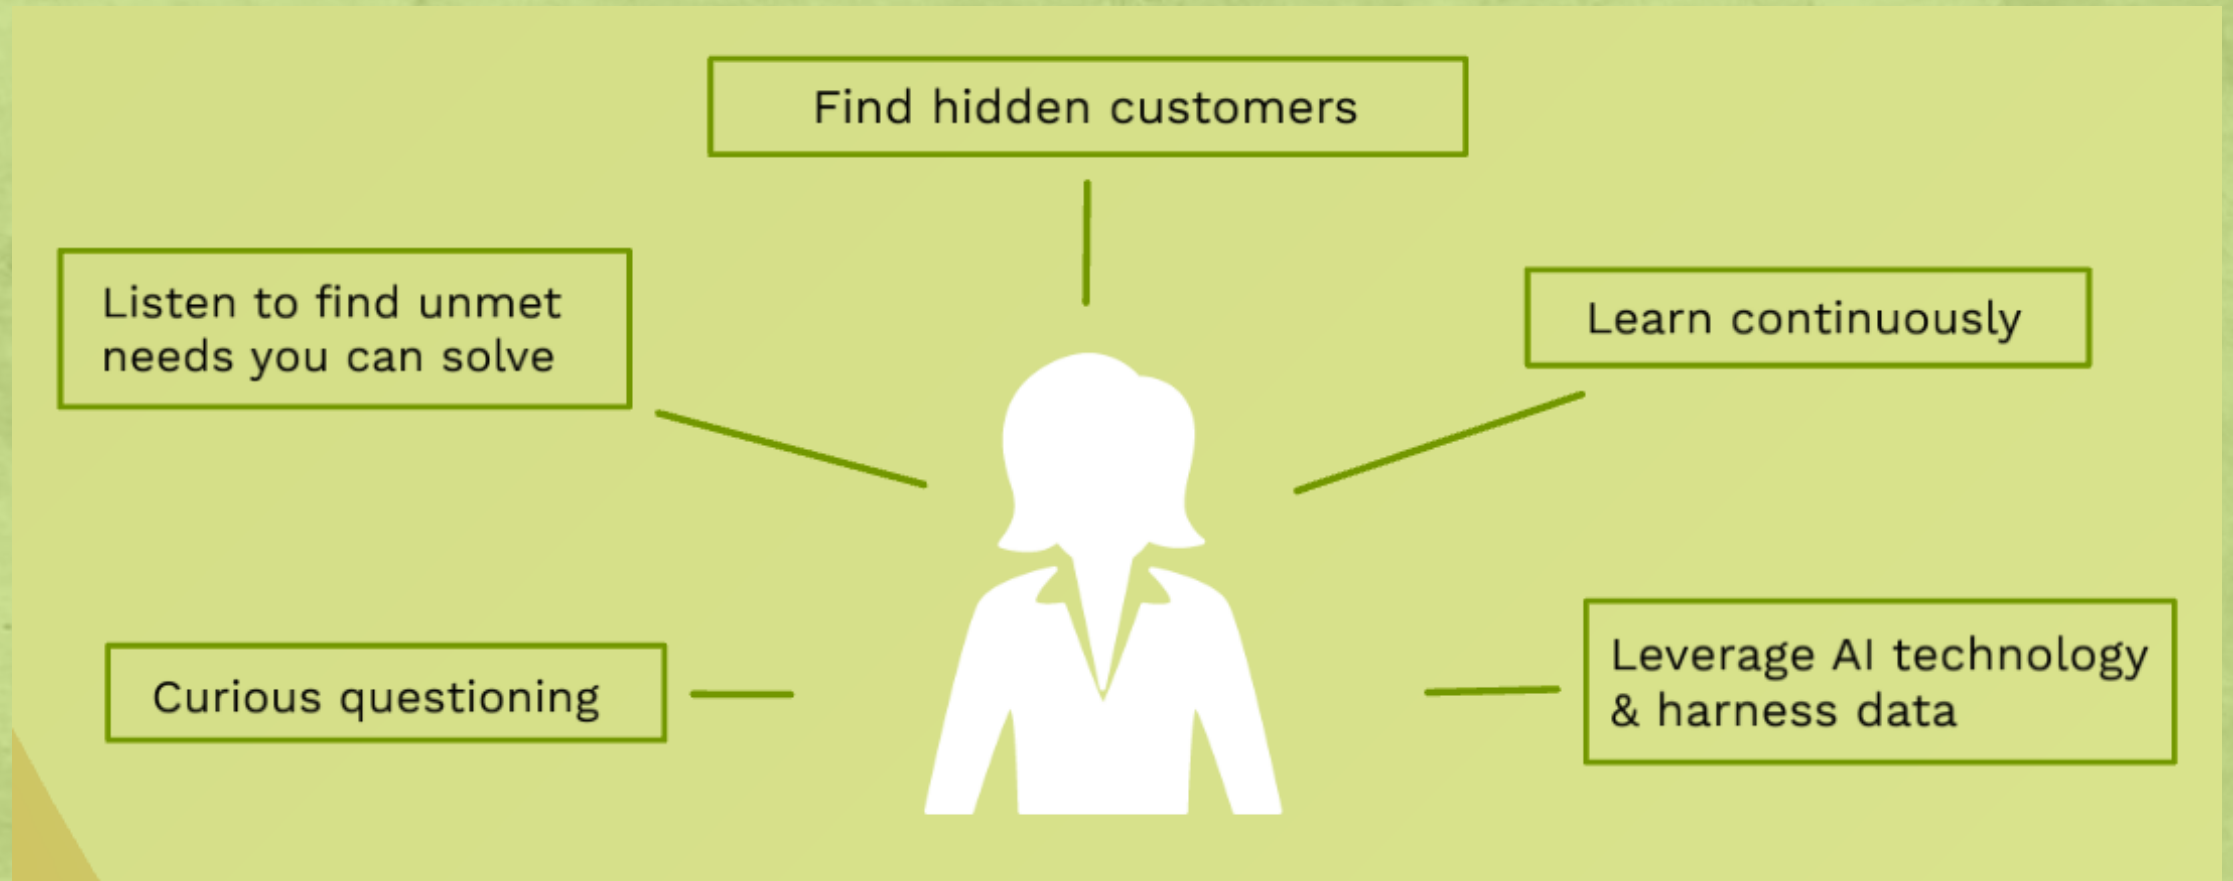 Find hidden customers
Listen to find unmet
needs you can solve
Learn continuously
Curious questioning
Leverage AI technology
& harness data